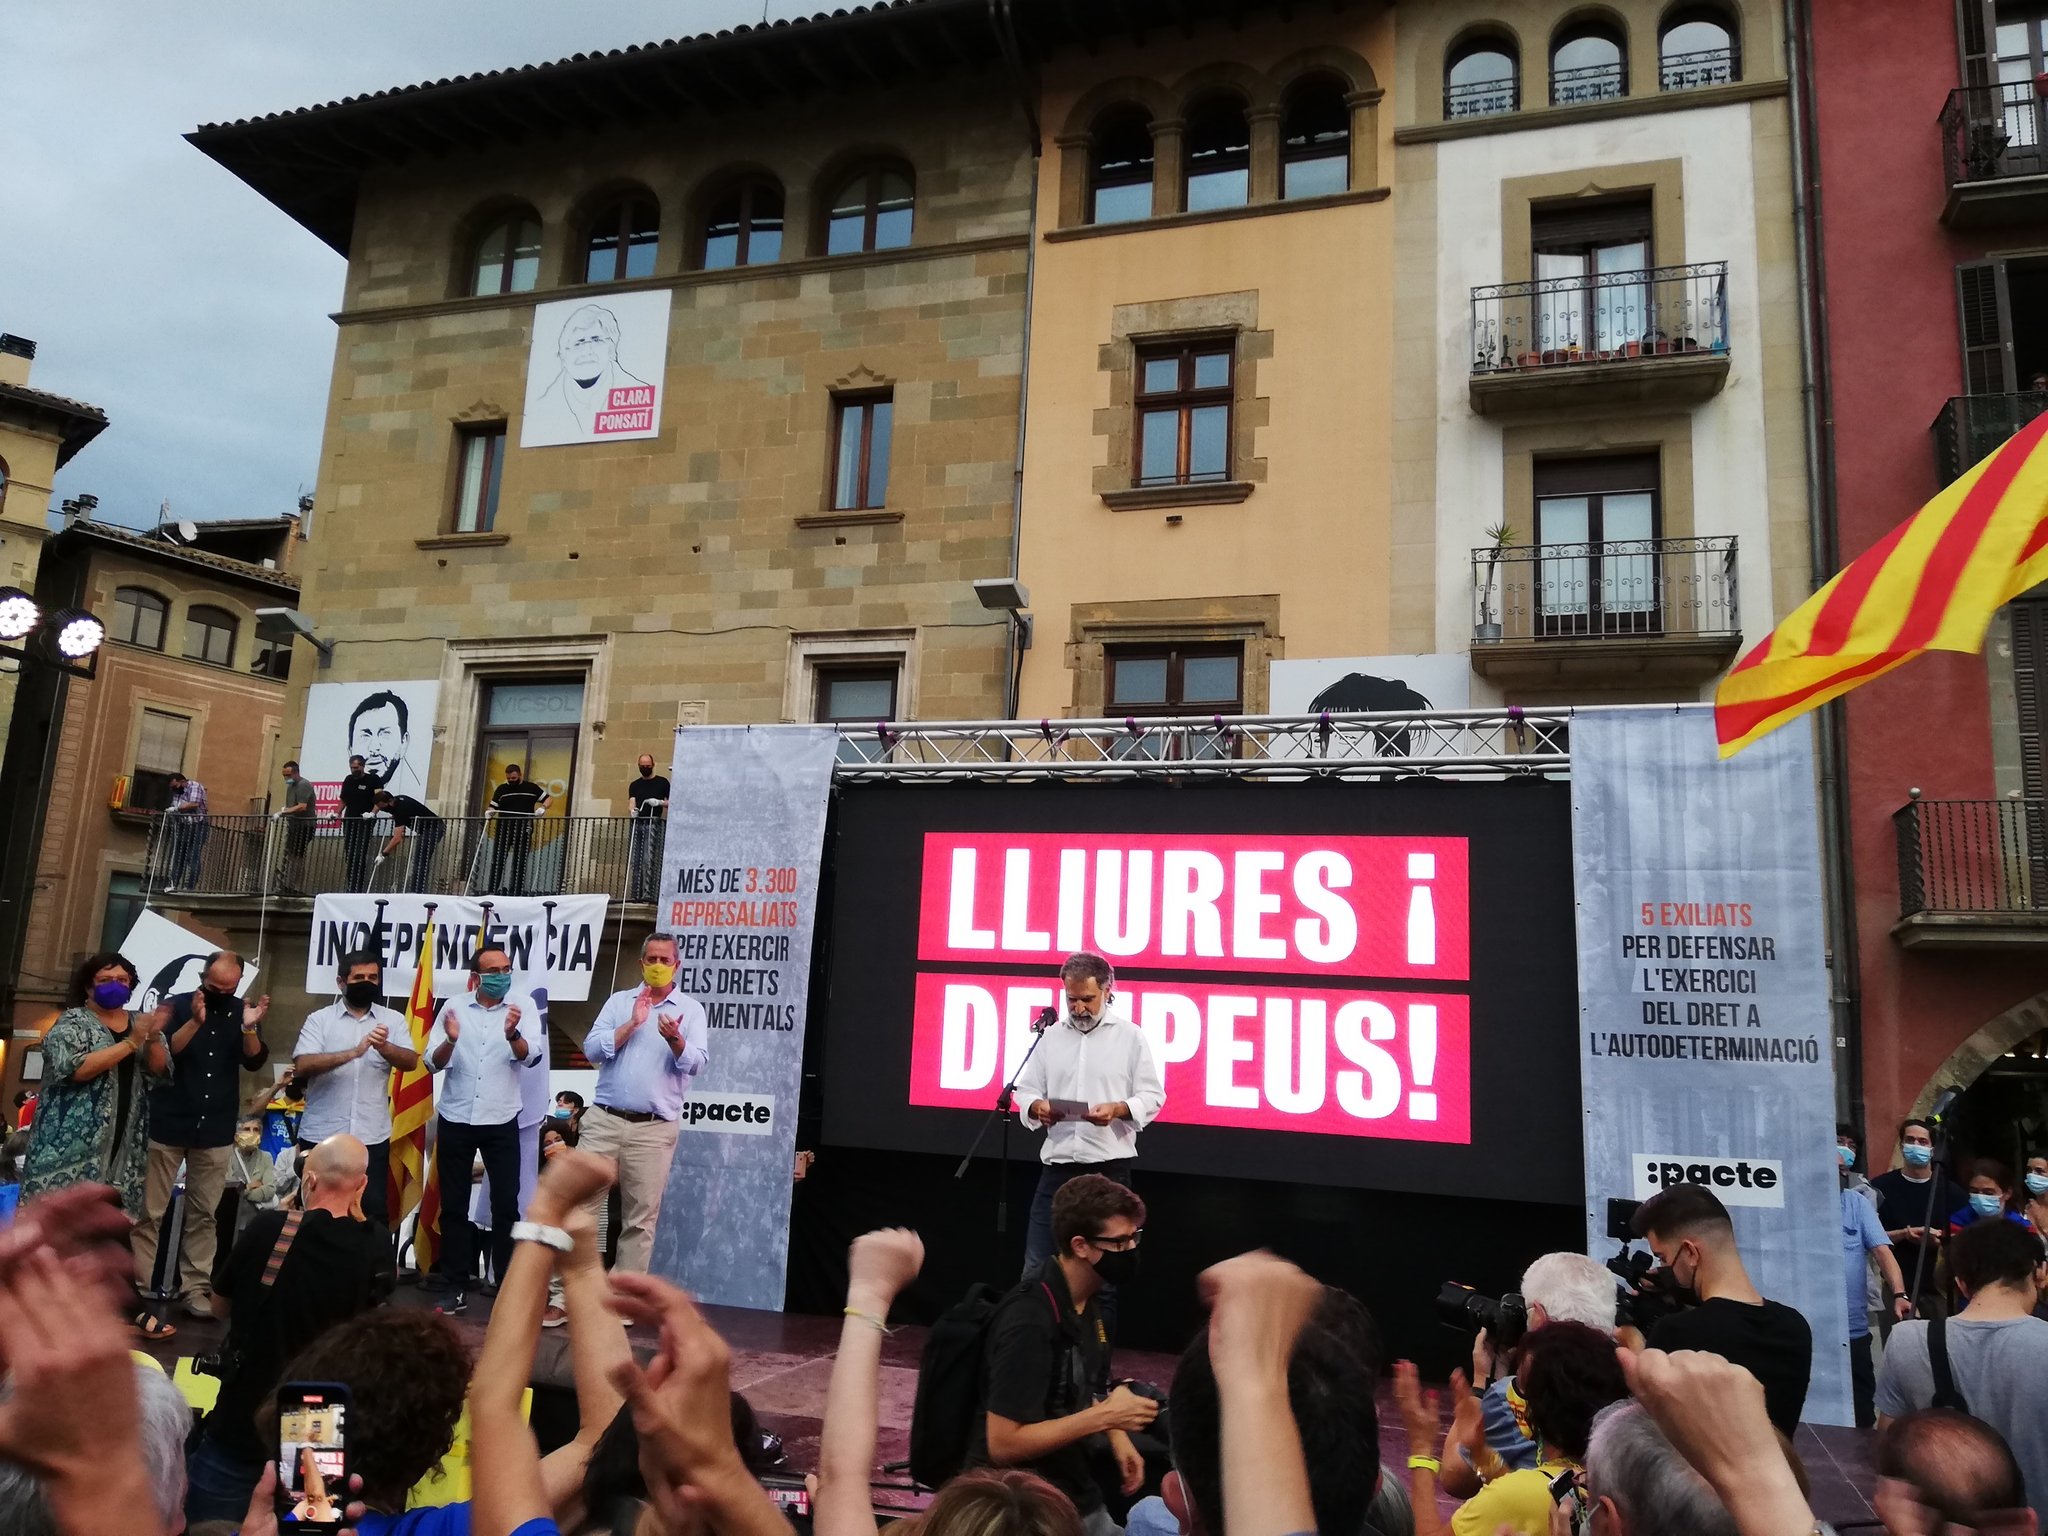 CLARA
PONSATÍ
VICSOL
INDEPENDÈNCIA
MÉS DE 3.300
REPRESALIATS
PER EXERCIR
ELS DRETS
AMENTALS
:pacte
LLIURES i
DEMPEUS!
5 EXILIATS
PER DEFENSAR
L'EXERCICI
DEL DRET A
L'AUTODETERMINACIÓ
:pacte